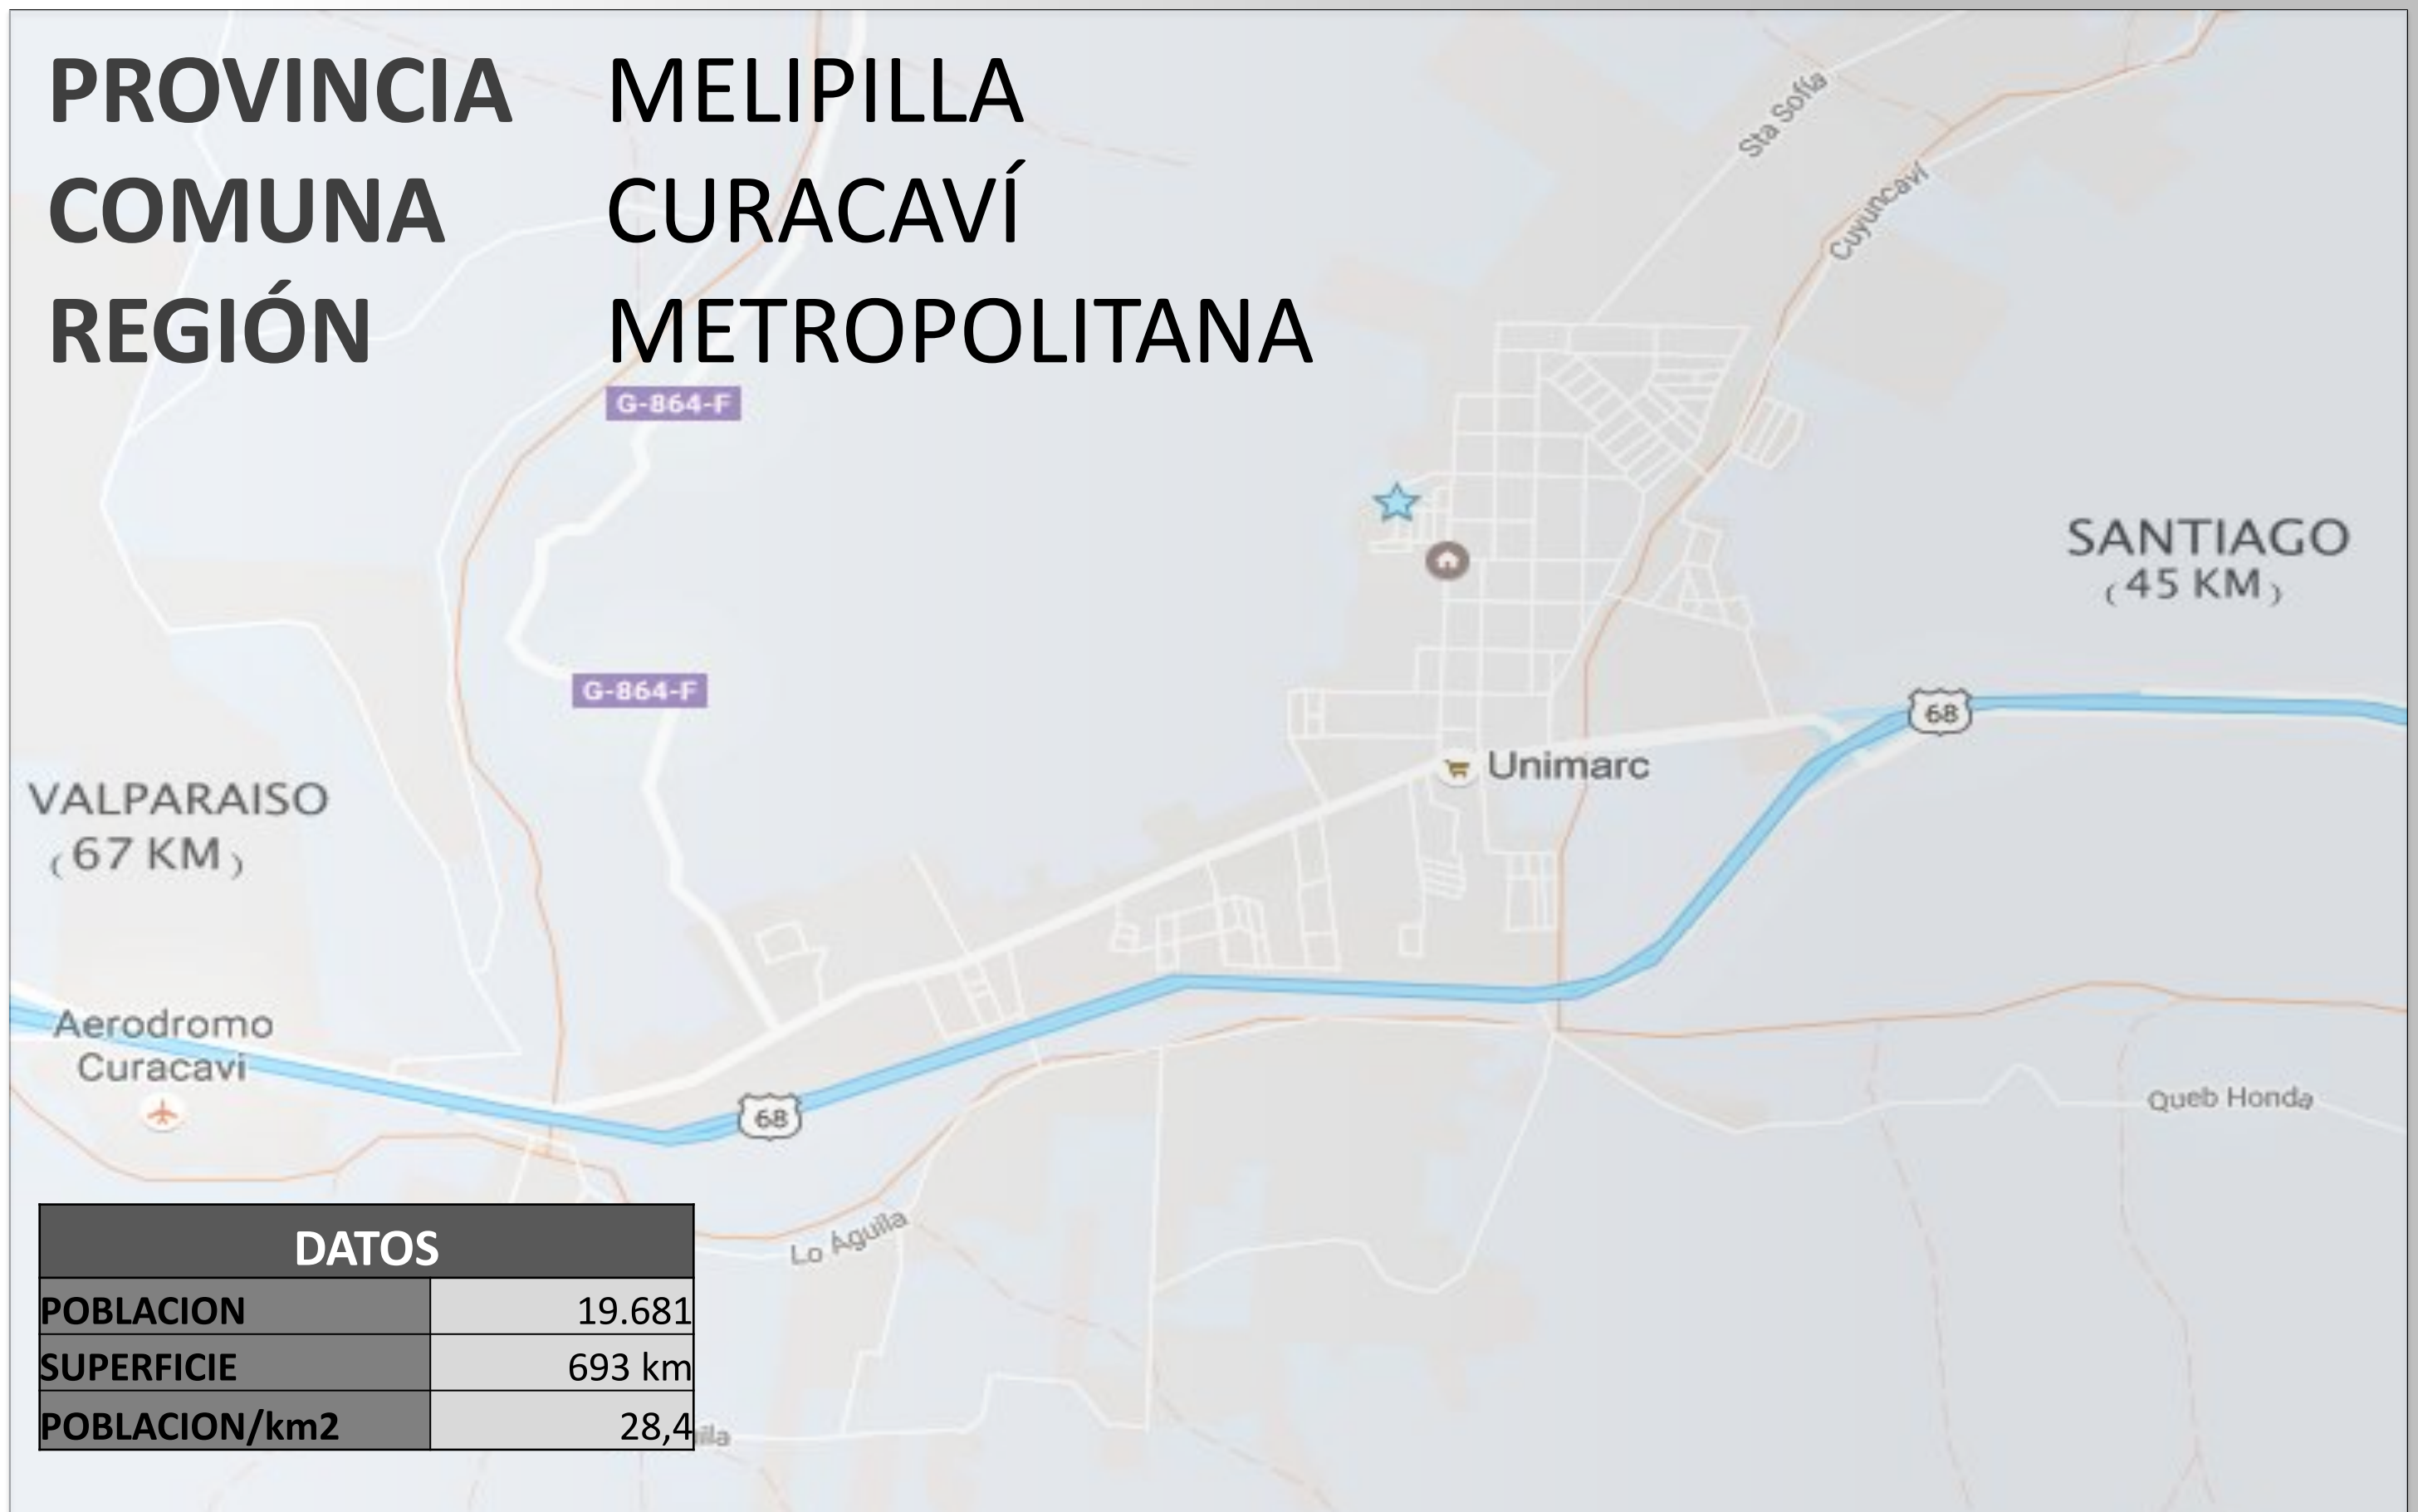 PROVINCIA MELIPILLA
COMUNA CURACAVÍ
REGIÓN METROPOLITANA
Sta Sofía
Cuyuncaví
G-864-F
SANTIAGO
(45 KM)
G-864-F
68
Unimarc
VALPARAISO
(67 KM)
Aerodromo
Curacavi
68
Queb Honda
Lo Aguila
DATOS
POBLACION 19.681
SUPERFICIE 693 km
POBLACION/km2 28,4